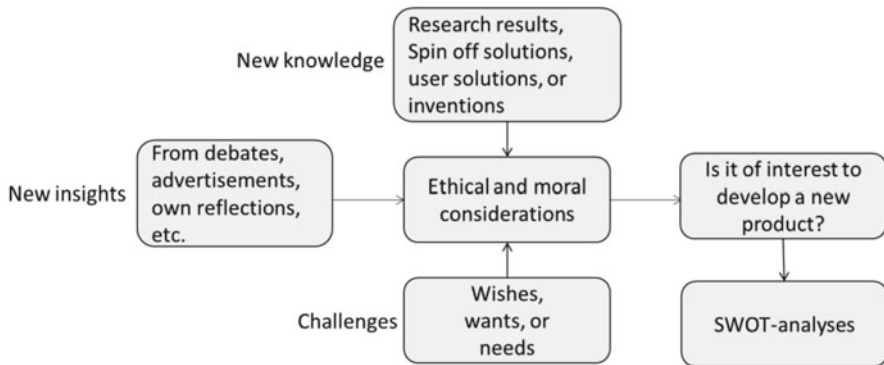 New knowledge
Research results,
Spin off solutions,
user solutions, or
inventions
New insights
From debates,
advertisements,
own reflections,
etc.
Ethical and moral
considerations
Is it of interest to
develop a new
product?
Challenges
Wishes,
wants, or
needs
SWOT-analyses